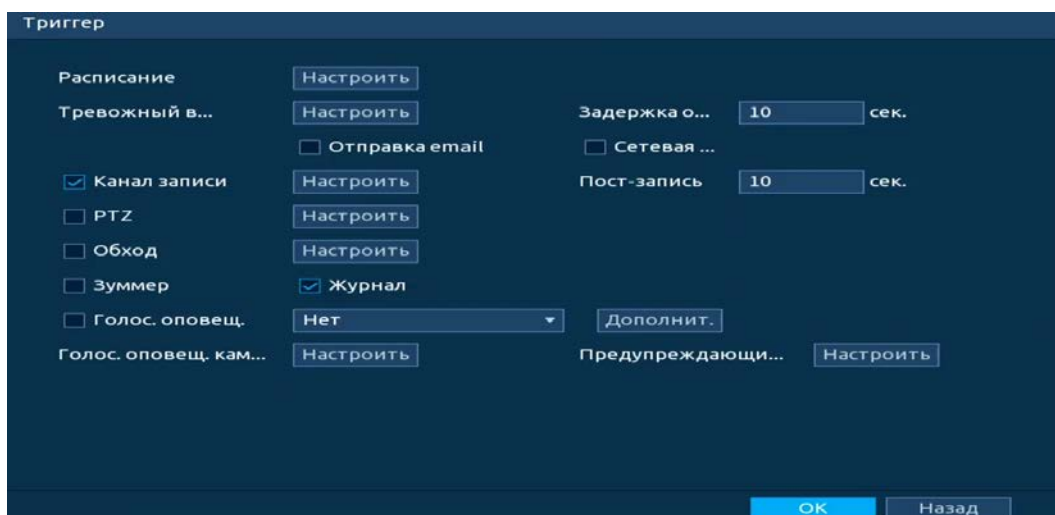 Триггер
Расписание Настроить
Тревожный в... Настроить Задержка о... 10 сек.
Отправка email Сетевая ...
Канал записи Настроить Пост-запись 10 сек.
PTZ Настроить
Обход Настроить
Зуммер Журнал
Голос. оповещ. Нет Дополнит.
Голос. оповещ. кам... Настроить Предупреждающи... Настроить
OK Назад